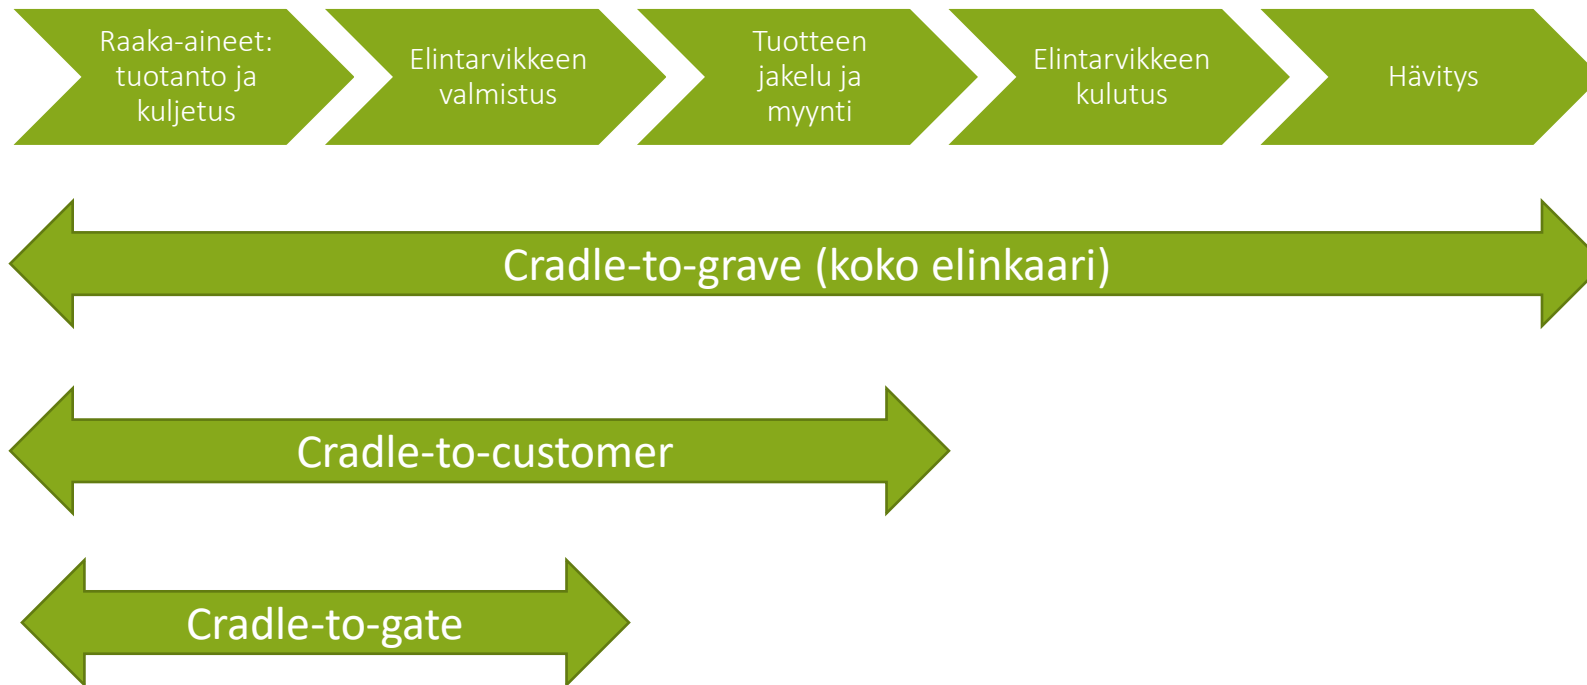 Raaka-aineet:
tuotanto ja
kuljetus
Elintarvikkeen
valmistus
Tuotteen
jakelu ja
myynti
Elintarvikkeen
kulutus
Hävitys
Cradle-to-grave (koko elinkaari)
Cradle-to-customer
Cradle-to-gate